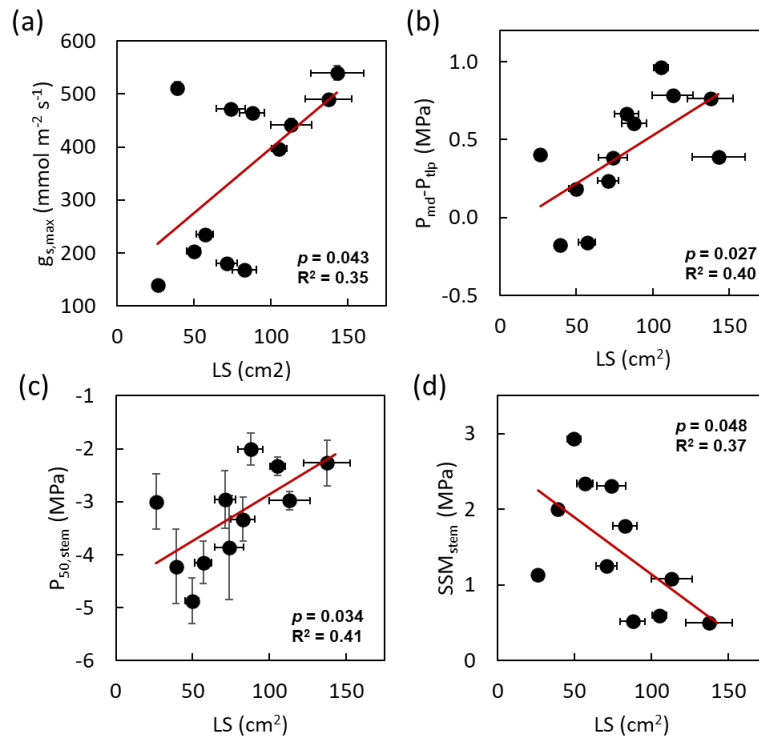 (a)
600
500
400
300
200
100
g_s,max (mmol m⁻² s⁻¹)
p = 0.043
R² = 0.35
0 50 100 150
LS (cm2)
(b)
1.0
0.5
0.0
-0.5
P_md-P_tlp (MPa)
p = 0.027
R² = 0.40
0 50 100 150
LS (cm²)
(c)
-1
-2
-3
-4
-5
-6
P_50,stem (MPa)
p = 0.034
R² = 0.41
0 50 100 150
LS (cm²)
(d)
3
2
1
0
SSM_stem (MPa)
p = 0.048
R² = 0.37
0 50 100 150
LS (cm²)